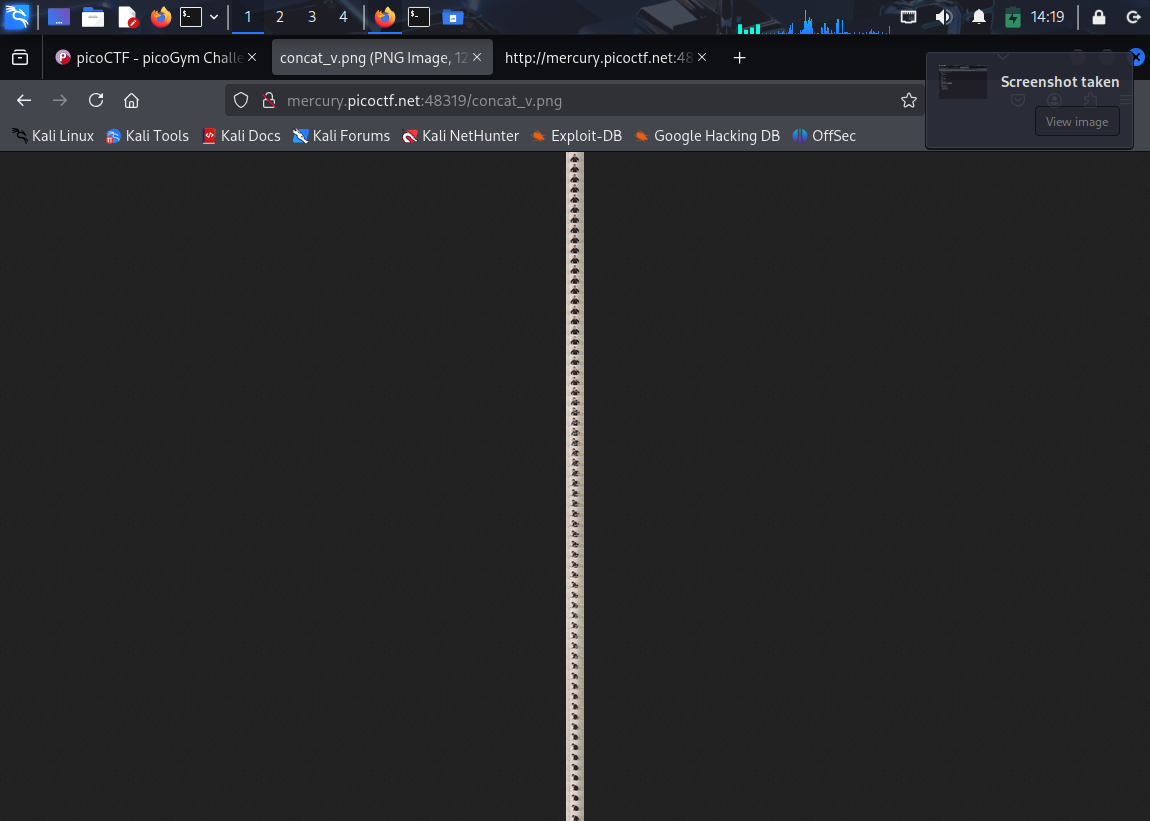 1 2 3 4 14:19
picoCTF - picoGym Challe
concat_v.png (PNG Image, 12
http://mercury.picoctf.net:48
Screenshot taken
mercury.picoctf.net:48319/concat_v.png
View image
Kali Linux Kali Tools Kali Docs Kali Forums Kali NetHunter Exploit-DB Google Hacking DB OffSec